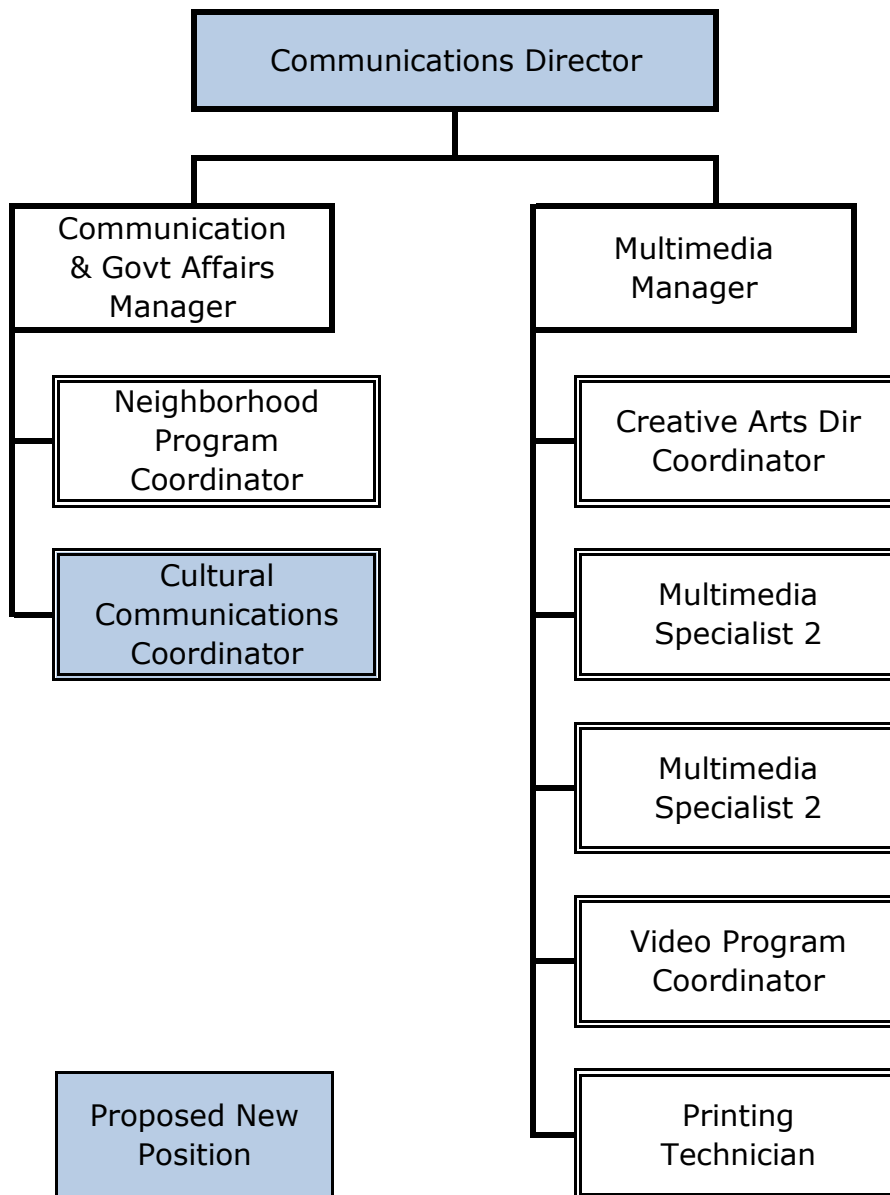 Communications Director
Communication
& Govt Affairs
Manager
Neighborhood
Program
Coordinator
Cultural
Communications
Coordinator
Multimedia
Manager
Creative Arts Dir
Coordinator
Multimedia
Specialist 2
Multimedia
Specialist 2
Video Program
Coordinator
Printing
Technician
Proposed New
Position